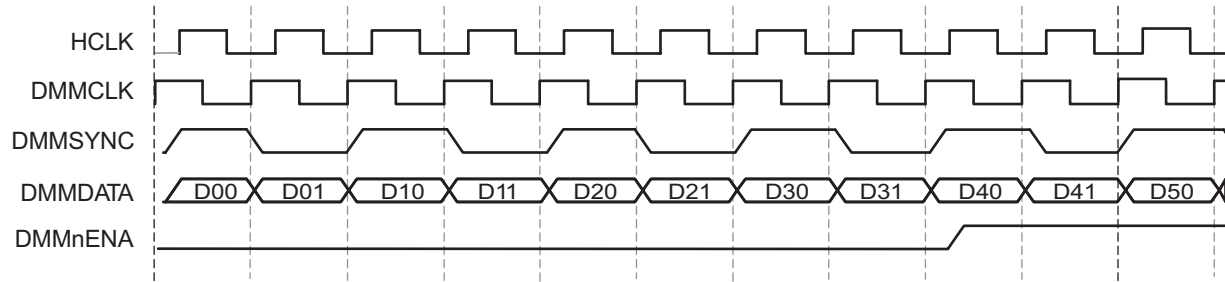 HCLK
DMMCLK
DMMSYNC
DMMDATA D00 D01 D10 D11 D20 D21 D30 D31 D40 D41 D50
DMMnENA